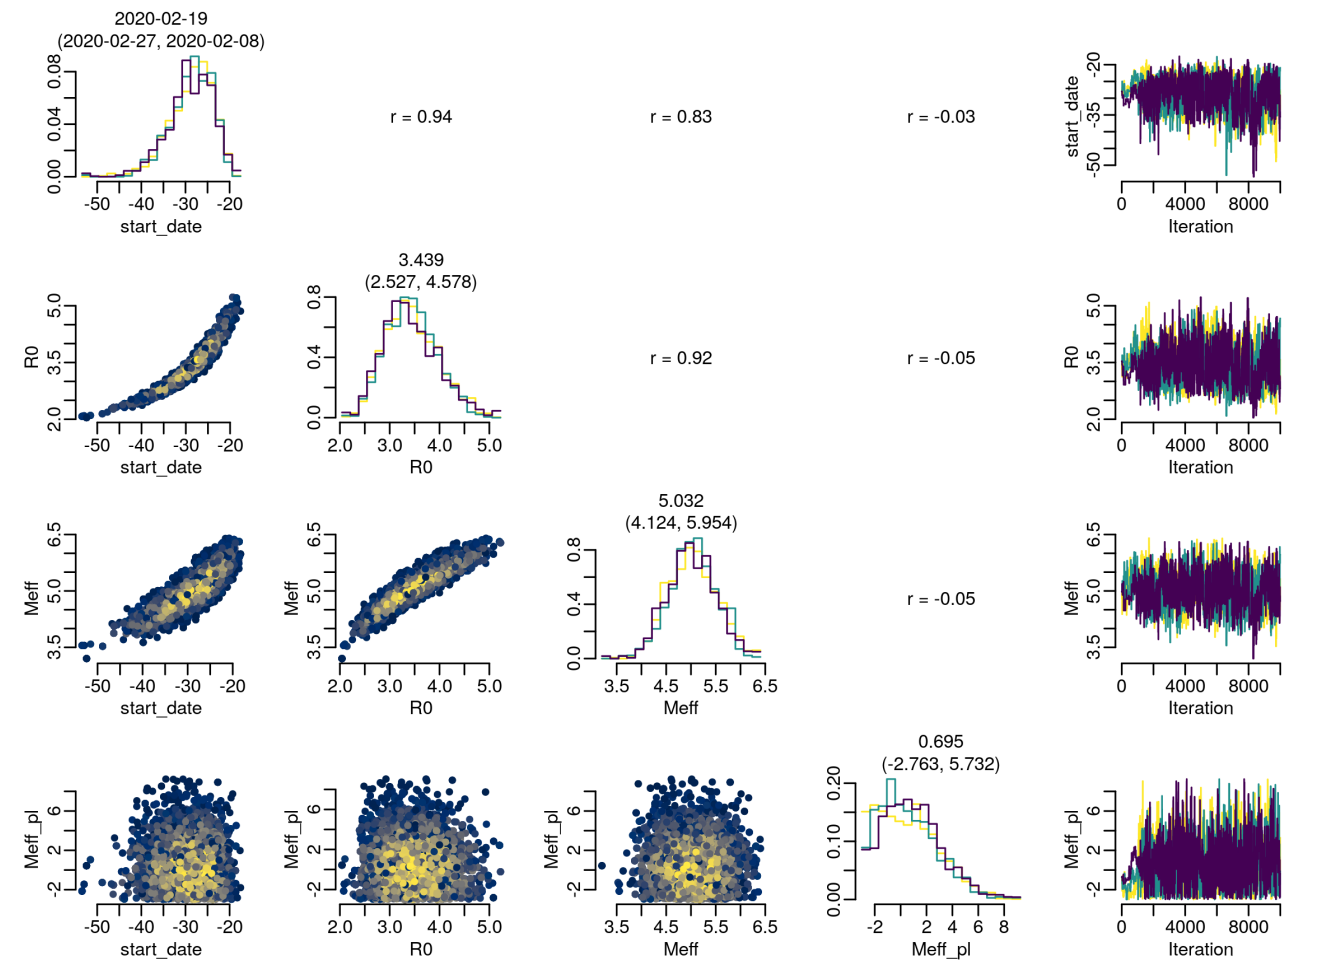 2020-02-19
(2020-02-27, 2020-02-08)
0.00 0.04 0.08
-50 -40 -30 -20
start_date
r = 0.94
r = 0.83
r = -0.03
start_date
-50 -35 -20
0 4000 8000
Iteration
R0
2.0 3.5 5.0
-50 -40 -30 -20
start_date
3.439
(2.527, 4.578)
0.0 0.4 0.8
2.0 3.0 4.0 5.0
R0
r = 0.92
r = -0.05
R0
2.0 3.5 5.0
0 4000 8000
Iteration
Meff
3.5 5.0 6.5
-50 -40 -30 -20
start_date
Meff
3.5 5.0 6.5
2.0 3.0 4.0 5.0
R0
5.032
(4.124, 5.954)
0.0 0.4 0.8
3.5 4.5 5.5 6.5
Meff
r = -0.05
Meff
3.5 5.0 6.5
0 4000 8000
Iteration
Meff_pl
-2 2 6
-50 -40 -30 -20
start_date
Meff_pl
-2 2 6
2.0 3.0 4.0 5.0
R0
Meff_pl
-2 2 6
3.5 4.5 5.5 6.5
Meff
0.695
(-2.763, 5.732)
0.00 0.10 0.20
-2 2 4 6 8
Meff_pl
Meff_pl
-2 2 6
0 4000 8000
Iteration